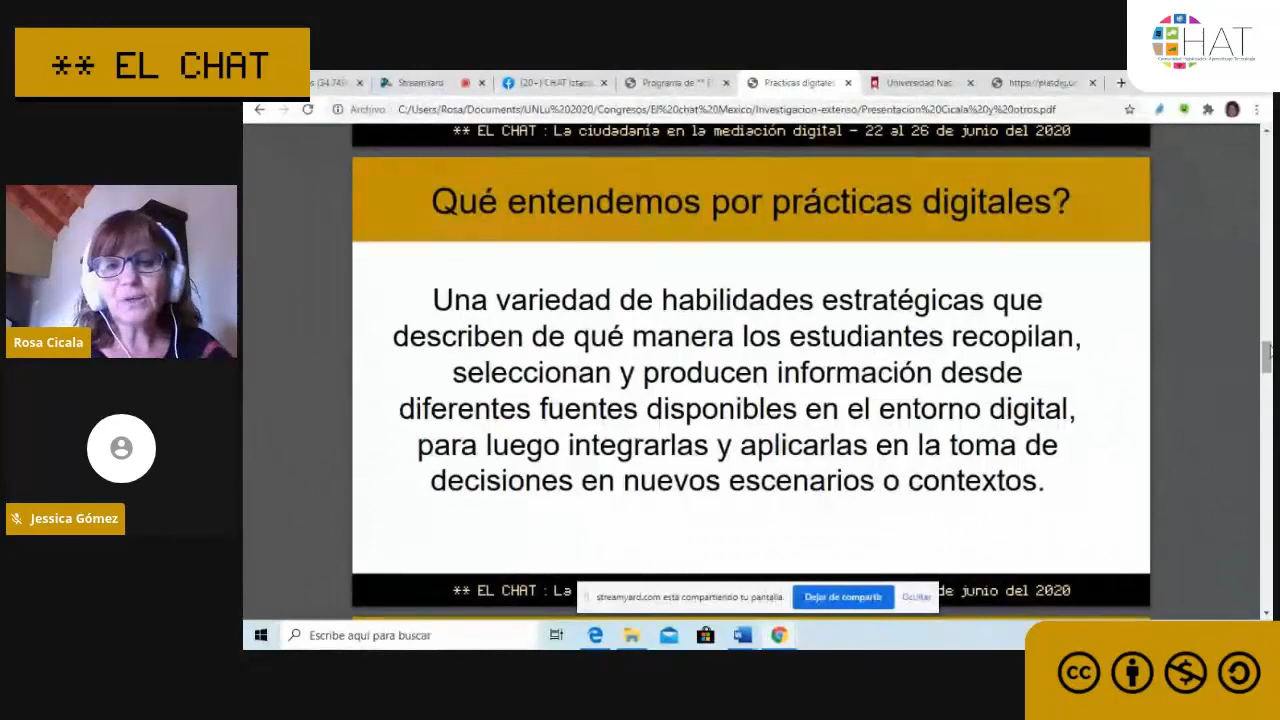 ** EL CHAT
CHAT
StreamYard
(20+) CHAT Iztac
Programa de ** E
Practicas digitales
Universidad Nac
Archivo
C:/Users/Rosa/Documents/UNLu%202020/Congresos/El%20chat%20Mexico/Investigacion-extenso/Presentacion%20Cicala%20y%20otros.pdf
** EL CHAT : La ciudadanía en la mediación digital – 22 al 26 de junio del 2020
Qué entendemos por prácticas digitales?
Una variedad de habilidades estratégicas que
describen de qué manera los estudiantes recopilan,
seleccionan y producen información desde
diferentes fuentes disponibles en el entorno digital,
para luego integrarlas y aplicarlas en la toma de
decisiones en nuevos escenarios o contextos.
Rosa Cicala
Jessica Gómez
** EL CHAT : La
de junio del 2020
streamyard.com está compartiendo tu pantalla.
Dejar de compartir
Ocultar
Escribe aquí para buscar
cc